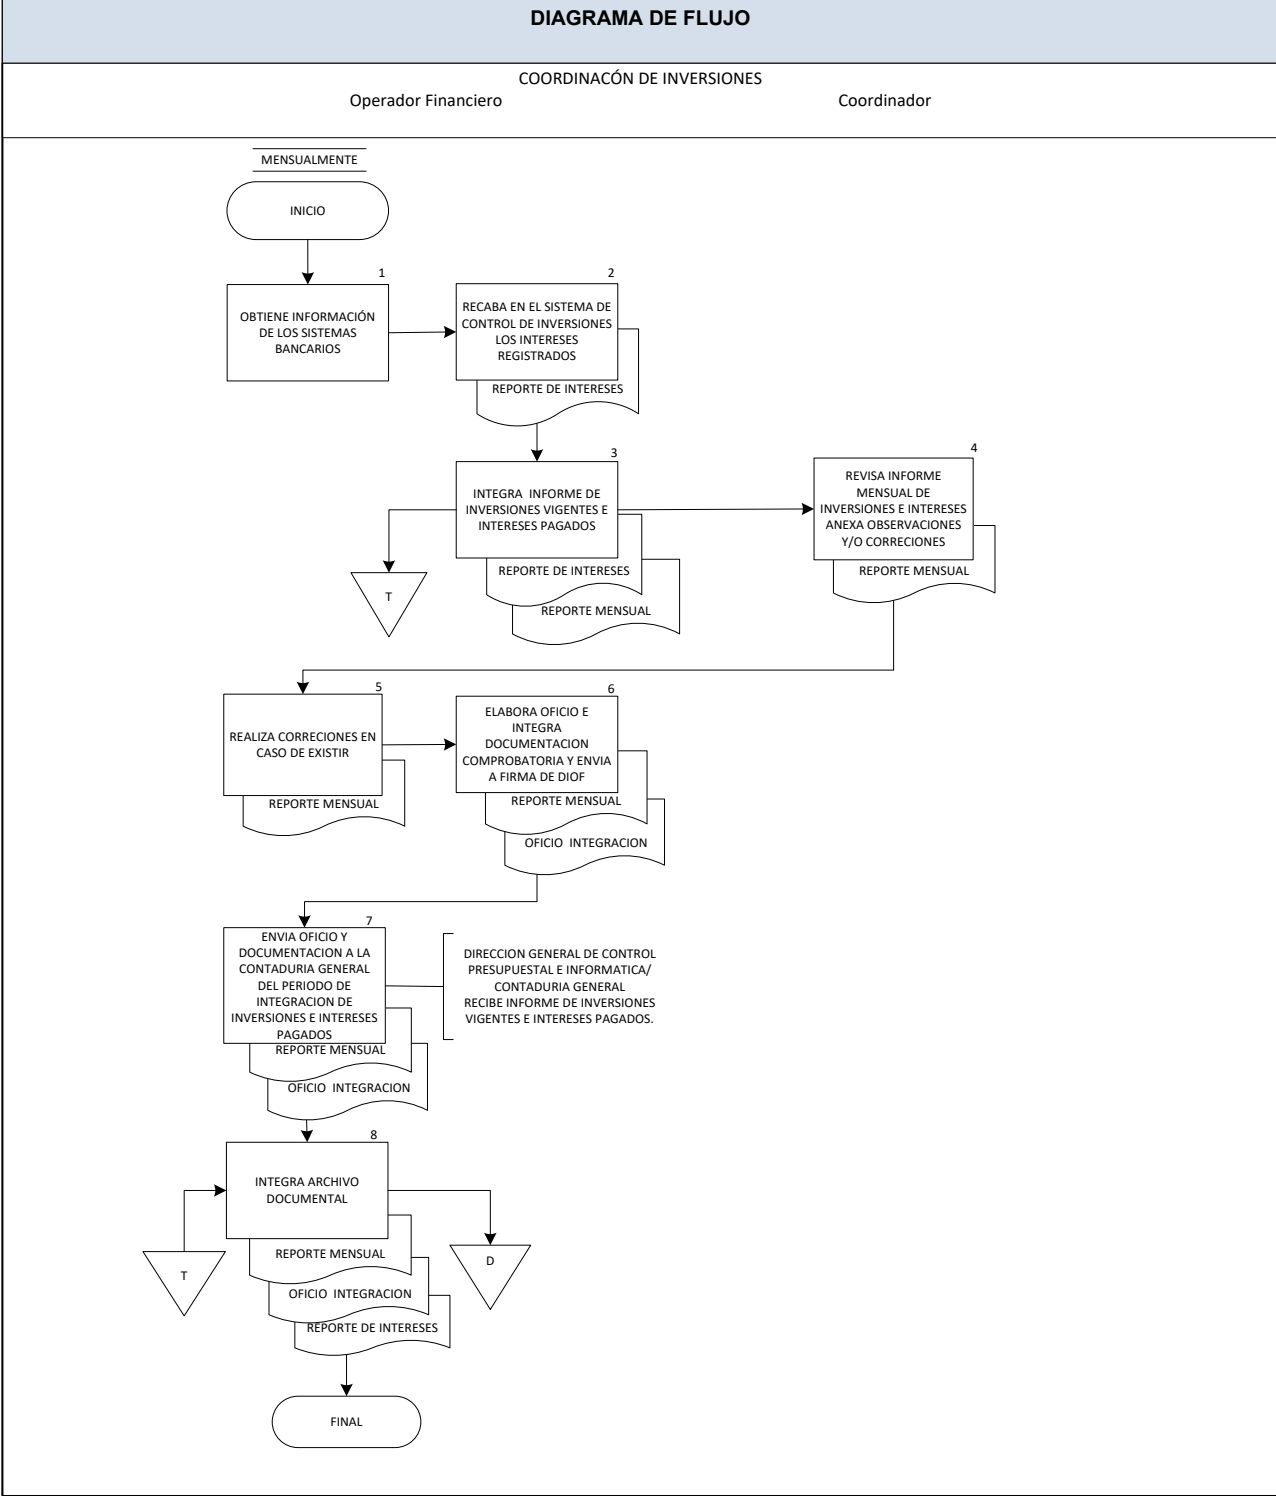 DIAGRAMA DE FLUJO
COORDINACÓN DE INVERSIONES
Operador Financiero
Coordinador
MENSUALMENTE
INICIO
1
OBTIENE INFORMACIÓN
DE LOS SISTEMAS
BANCARIOS
2
RECABA EN EL SISTEMA DE
CONTROL DE INVERSIONES
LOS INTERESES
REGISTRADOS
REPORTE DE INTERESES
3
INTEGRA INFORME DE
INVERSIONES VIGENTES E
INTERESES PAGADOS
REPORTE DE INTERESES
REPORTE MENSUAL
T
4
REVISA INFORME
MENSUAL DE
INVERSIONES E INTERESES
ANEXA OBSERVACIONES
Y/O CORRECIONES
REPORTE MENSUAL
5
REALIZA CORRECIONES EN
CASO DE EXISTIR
REPORTE MENSUAL
6
ELABORA OFICIO E
INTEGRA
DOCUMENTACION
COMPROBATORIA Y ENVIA
A FIRMA DE DIOF
REPORTE MENSUAL
OFICIO INTEGRACION
7
ENVIA OFICIO Y
DOCUMENTACION A LA
CONTADURIA GENERAL
DEL PERIODO DE
INTEGRACION DE
INVERSIONES E INTERESES
PAGADOS
REPORTE MENSUAL
OFICIO INTEGRACION
DIRECCION GENERAL DE CONTROL
PRESUPUESTAL E INFORMATICA/
CONTADURIA GENERAL
RECIBE INFORME DE INVERSIONES
VIGENTES E INTERESES PAGADOS.
8
INTEGRA ARCHIVO
DOCUMENTAL
T
D
REPORTE MENSUAL
OFICIO INTEGRACION
REPORTE DE INTERESES
FINAL